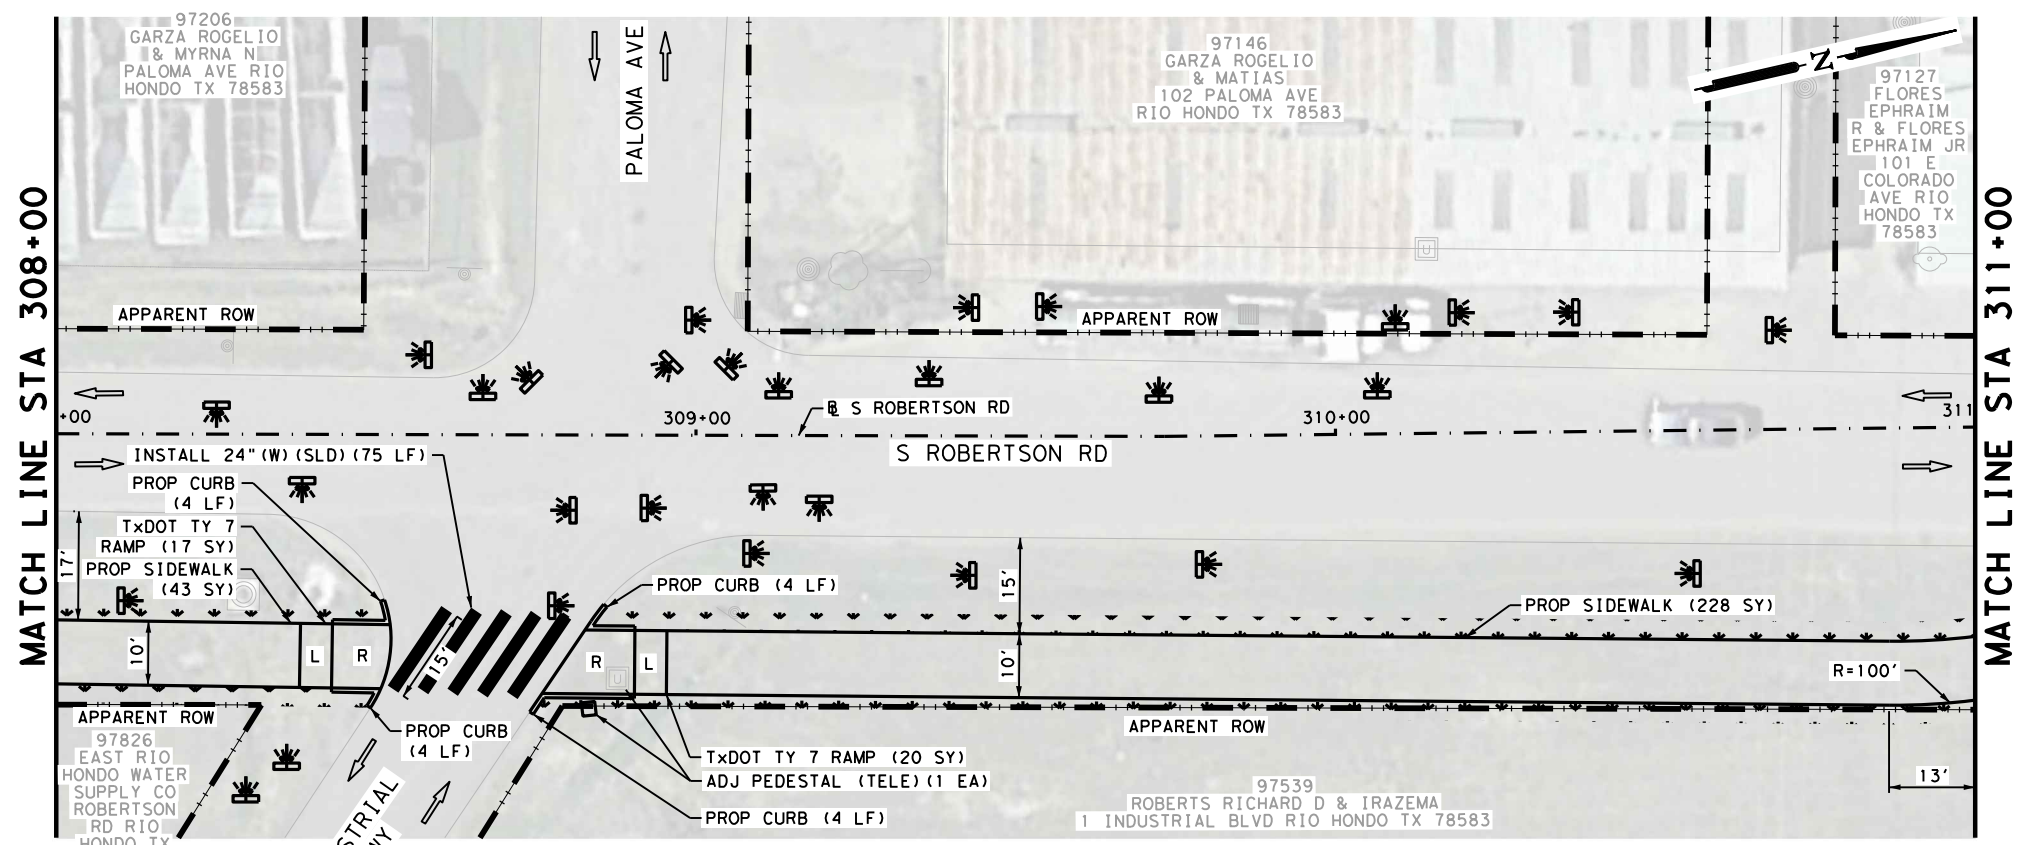 MATCH LINE STA 308+00
97206
GARZA ROGELIO
& MYRNA N
PALOMA AVE RIO
HONDO TX 78583
APPARENT ROW
PALOMA AVE
97146
GARZA ROGELIO
& MATIAS
102 PALOMA AVE
RIO HONDO TX 78583
U
APPARENT ROW
N
97127
FLORES
EPHRAIM
R & FLORES
EPHRAIM JR
101 E
COLORADO
AVE RIO
HONDO TX
78583
MATCH LINE STA 311+00
+00
309+00
310+00
311
BL S ROBERTSON RD
S ROBERTSON RD
INSTALL 24"(W)(SLD)(75 LF)
PROP CURB
(4 LF)
TxDOT TY 7
RAMP (17 SY)
PROP SIDEWALK
(43 SY)
17'
10'
L
R
15'
PROP CURB (4 LF)
R
L
U
15'
10'
PROP SIDEWALK (228 SY)
R=100'
13'
APPARENT ROW
97826
EAST RIO
HONDO WATER
SUPPLY CO
ROBERTSON
RD RIO
HONDO TX
PROP CURB
(4 LF)
STRIAL
APPARENT ROW
TxDOT TY 7 RAMP (20 SY)
ADJ PEDESTAL (TELE)(1 EA)
PROP CURB (4 LF)
97539
ROBERTS RICHARD D & IRAZEMA
1 INDUSTRIAL BLVD RIO HONDO TX 78583